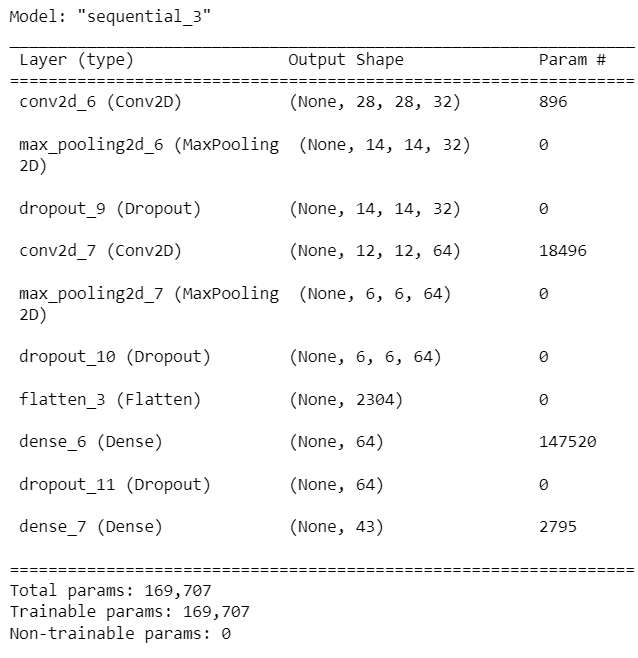 Model: "sequential_3"
Layer (type) Output Shape Param #
conv2d_6 (Conv2D) (None, 28, 28, 32) 896
max_pooling2d_6 (MaxPooling (None, 14, 14, 32) 0
2D)
dropout_9 (Dropout) (None, 14, 14, 32) 0
conv2d_7 (Conv2D) (None, 12, 12, 64) 18496
max_pooling2d_7 (MaxPooling (None, 6, 6, 64) 0
2D)
dropout_10 (Dropout) (None, 6, 6, 64) 0
flatten_3 (Flatten) (None, 2304) 0
dense_6 (Dense) (None, 64) 147520
dropout_11 (Dropout) (None, 64) 0
dense_7 (Dense) (None, 43) 2795
Total params: 169,707
Trainable params: 169,707
Non-trainable params: 0